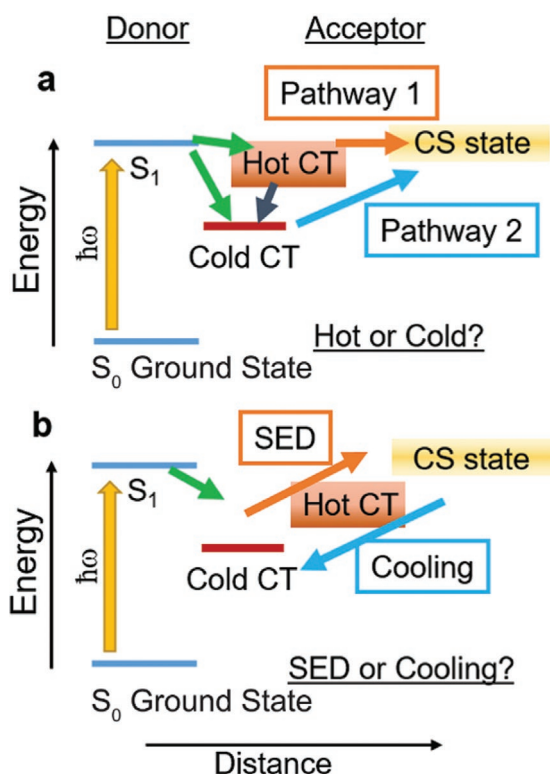 Donor Acceptor
a
Pathway 1
S1
Hot CT
CS state
Energy
ħω
Cold CT
Pathway 2
Hot or Cold?
S0 Ground State
b
SED
CS state
S1
Hot CT
Energy
ħω
Cold CT
Cooling
SED or Cooling?
S0 Ground State
Distance